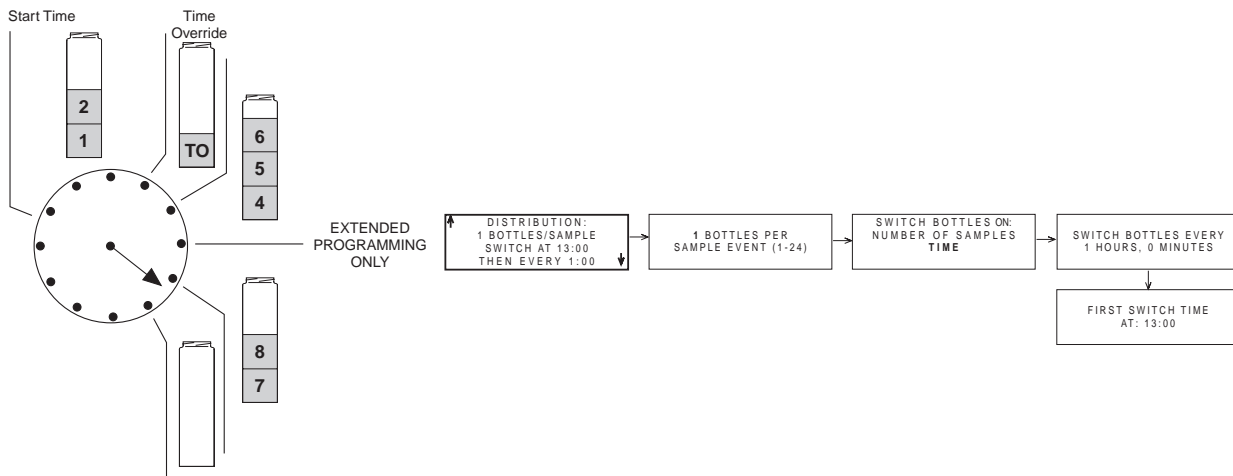 Start Time
Time
Override
2
1
TO
6
5
4
8
7
EXTENDED
PROGRAMMING
ONLY
DISTRIBUTION:
1 BOTTLES/SAMPLE
SWITCH AT 13:00
THEN EVERY 1:00
1 BOTTLES PER
SAMPLE EVENT (1-24)
SWITCH BOTTLES ON:
NUMBER OF SAMPLES
TIME
SWITCH BOTTLES EVERY
1 HOURS, 0 MINUTES
FIRST SWITCH TIME
AT: 13:00